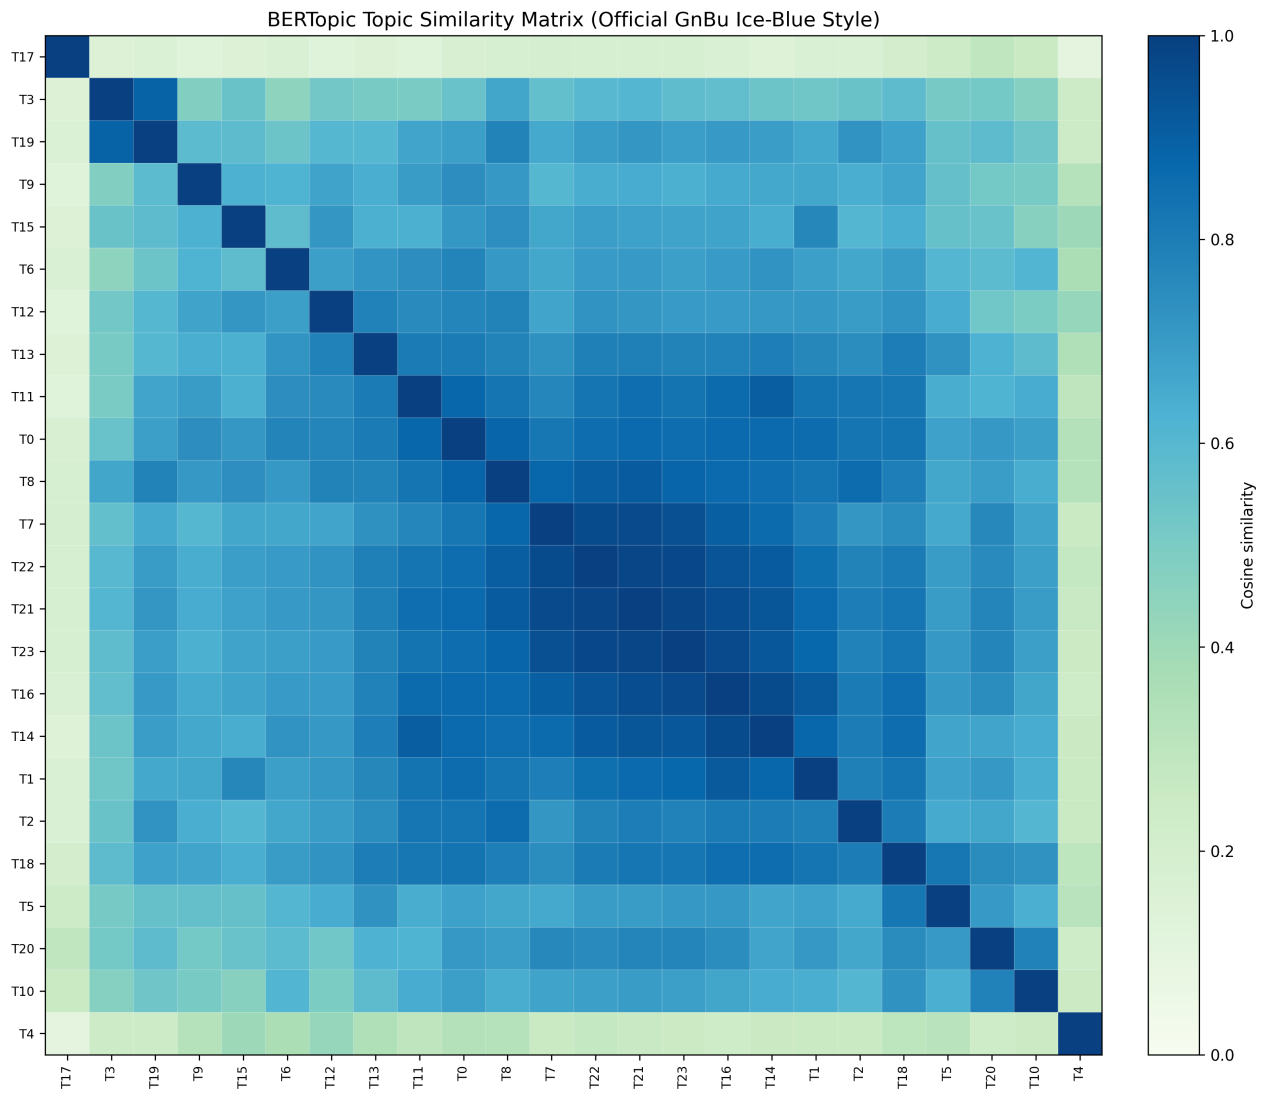 BERTopic Topic Similarity Matrix (Official GnBu Ice-Blue Style)
T17
T3
T19
T9
T15
T6
T12
T13
T11
T0
T8
T7
T22
T21
T23
T16
T14
T1
T2
T18
T5
T20
T10
T4
T17 T3 T19 T9 T15 T6 T12 T13 T11 T0 T8 T7 T22 T21 T23 T16 T14 T1 T2 T18 T5 T20 T10 T4
1.0
0.8
0.6
0.4
0.2
0.0
Cosine similarity